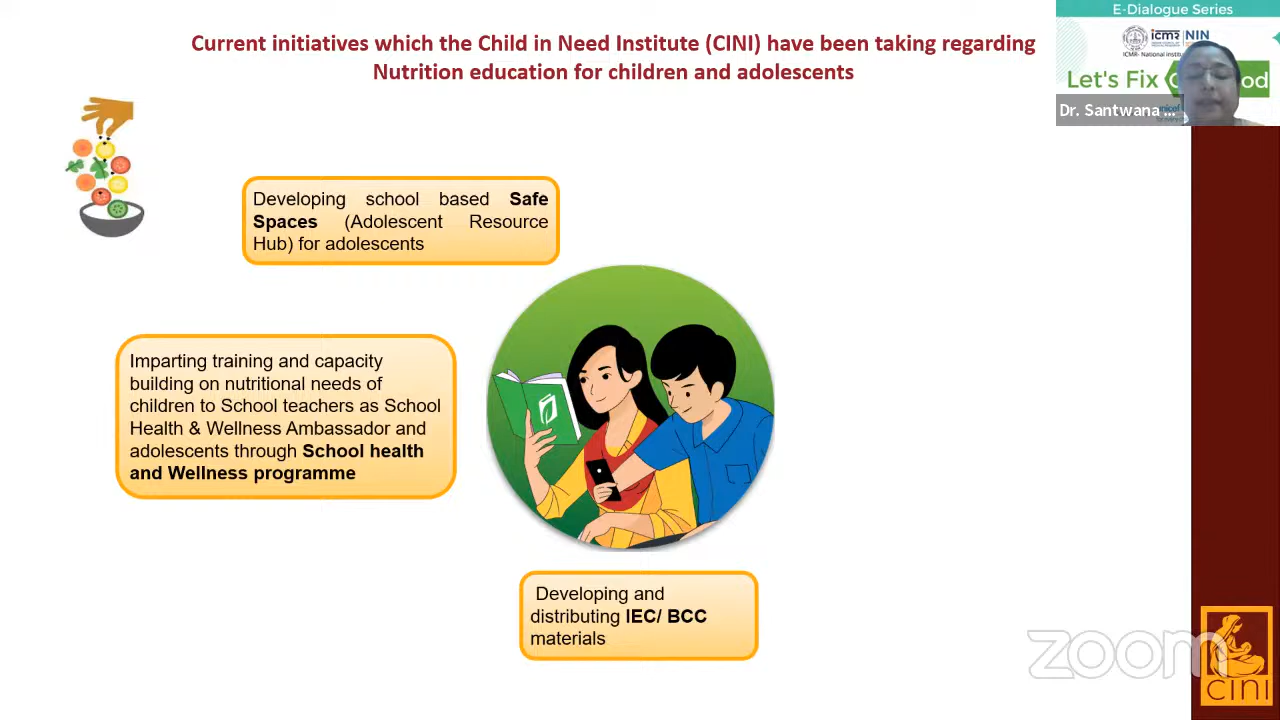 Current initiatives which the Child in Need Institute (CINI) have been taking regarding
Nutrition education for children and adolescents
E-Dialogue Series
icmr NIN
Let's Fix
od
Dr. Santwana ...
Developing school based Safe
Spaces (Adolescent Resource
Hub) for adolescents
Imparting training and capacity
building on nutritional needs of
children to School teachers as School
Health & Wellness Ambassador and
adolescents through School health
and Wellness programme
Developing and
distributing IEC/ BCC
materials
zoom
cini